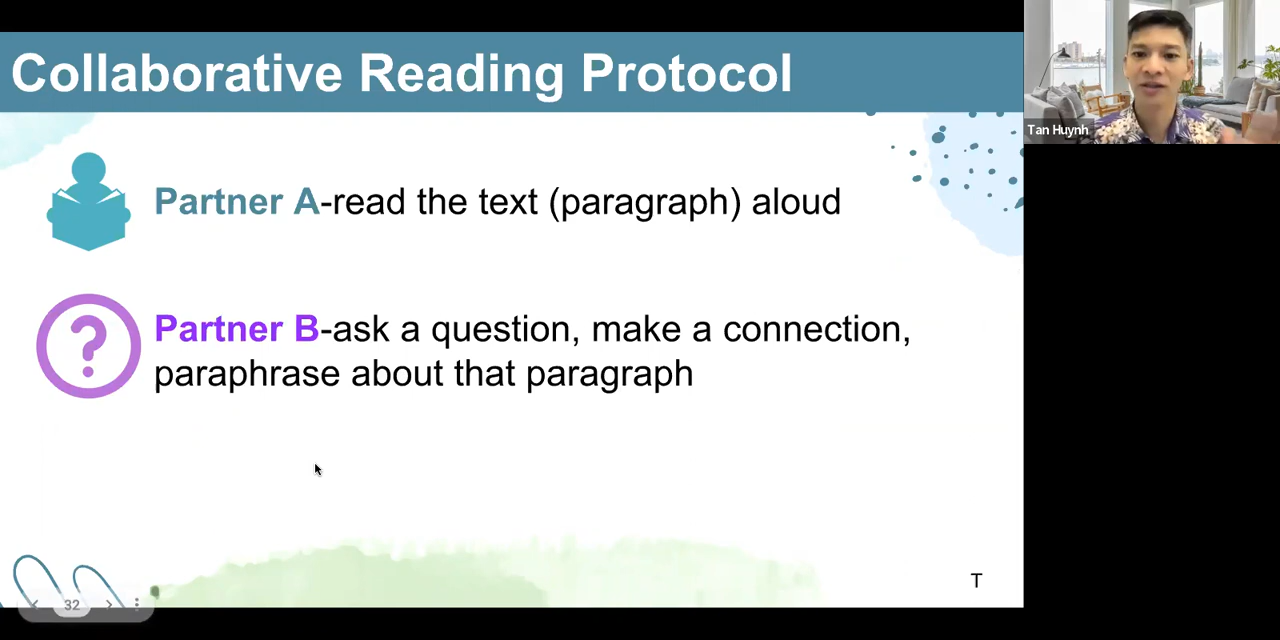 Collaborative Reading Protocol
Tan Huynh
Partner A-read the text (paragraph) aloud
?
Partner B-ask a question, make a connection,
paraphrase about that paragraph
T
32